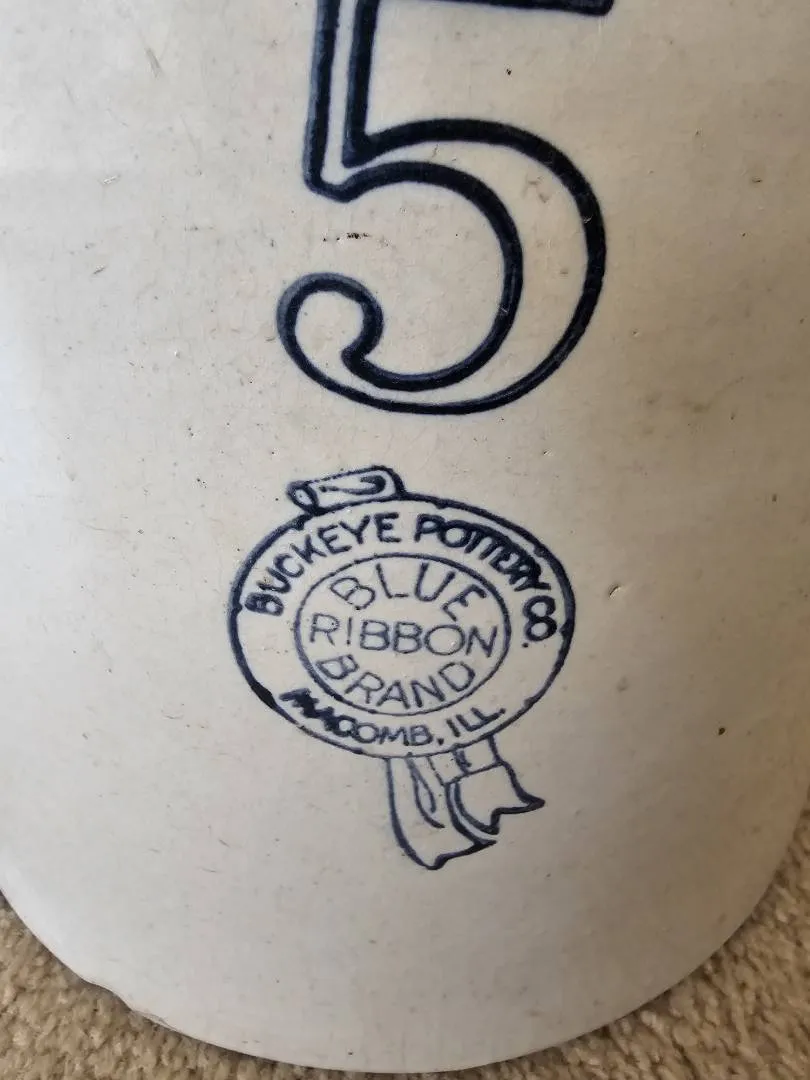 5
BUCKEYE POTTERY CO
BLUE
RIBBON
BRAND
MACOMB, ILL.